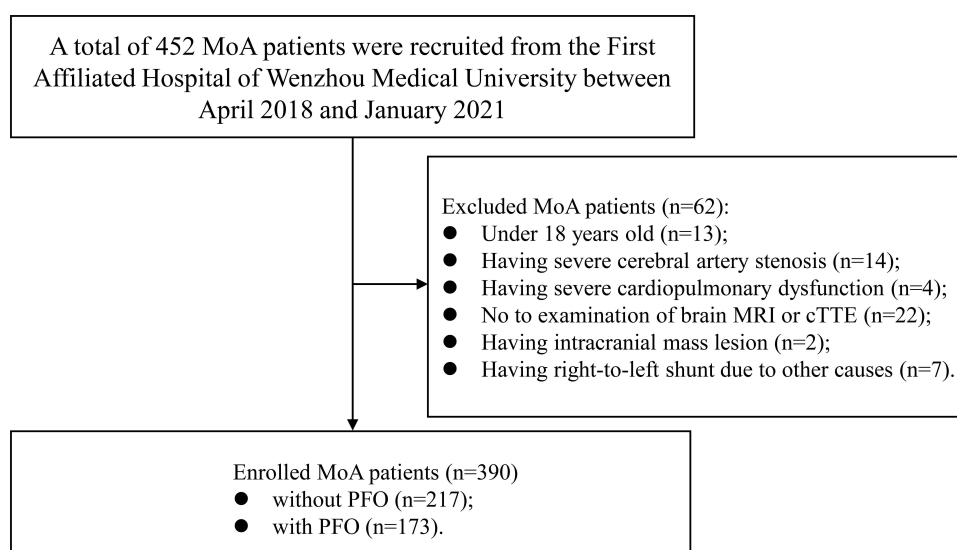 A total of 452 MoA patients were recruited from the First
Affiliated Hospital of Wenzhou Medical University between
April 2018 and January 2021
Excluded MoA patients (n=62):
● Under 18 years old (n=13);
● Having severe cerebral artery stenosis (n=14);
● Having severe cardiopulmonary dysfunction (n=4);
● No to examination of brain MRI or cTTE (n=22);
● Having intracranial mass lesion (n=2);
● Having right-to-left shunt due to other causes (n=7).
Enrolled MoA patients (n=390)
● without PFO (n=217);
● with PFO (n=173).